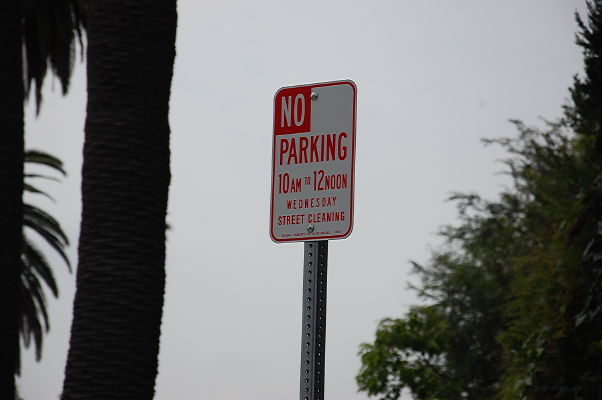 NO
PARKING
10AM TO 12NOON
WEDNESDAY
STREET CLEANING